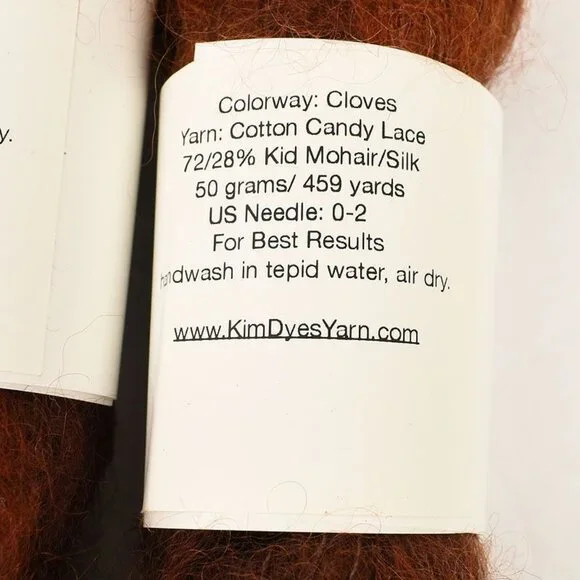 y.
Colorway: Cloves
Yarn: Cotton Candy Lace
72/28% Kid Mohair/Silk
50 grams/ 459 yards
US Needle: 0-2
For Best Results
handwash in tepid water, air dry.
www.KimDyesYarn.com